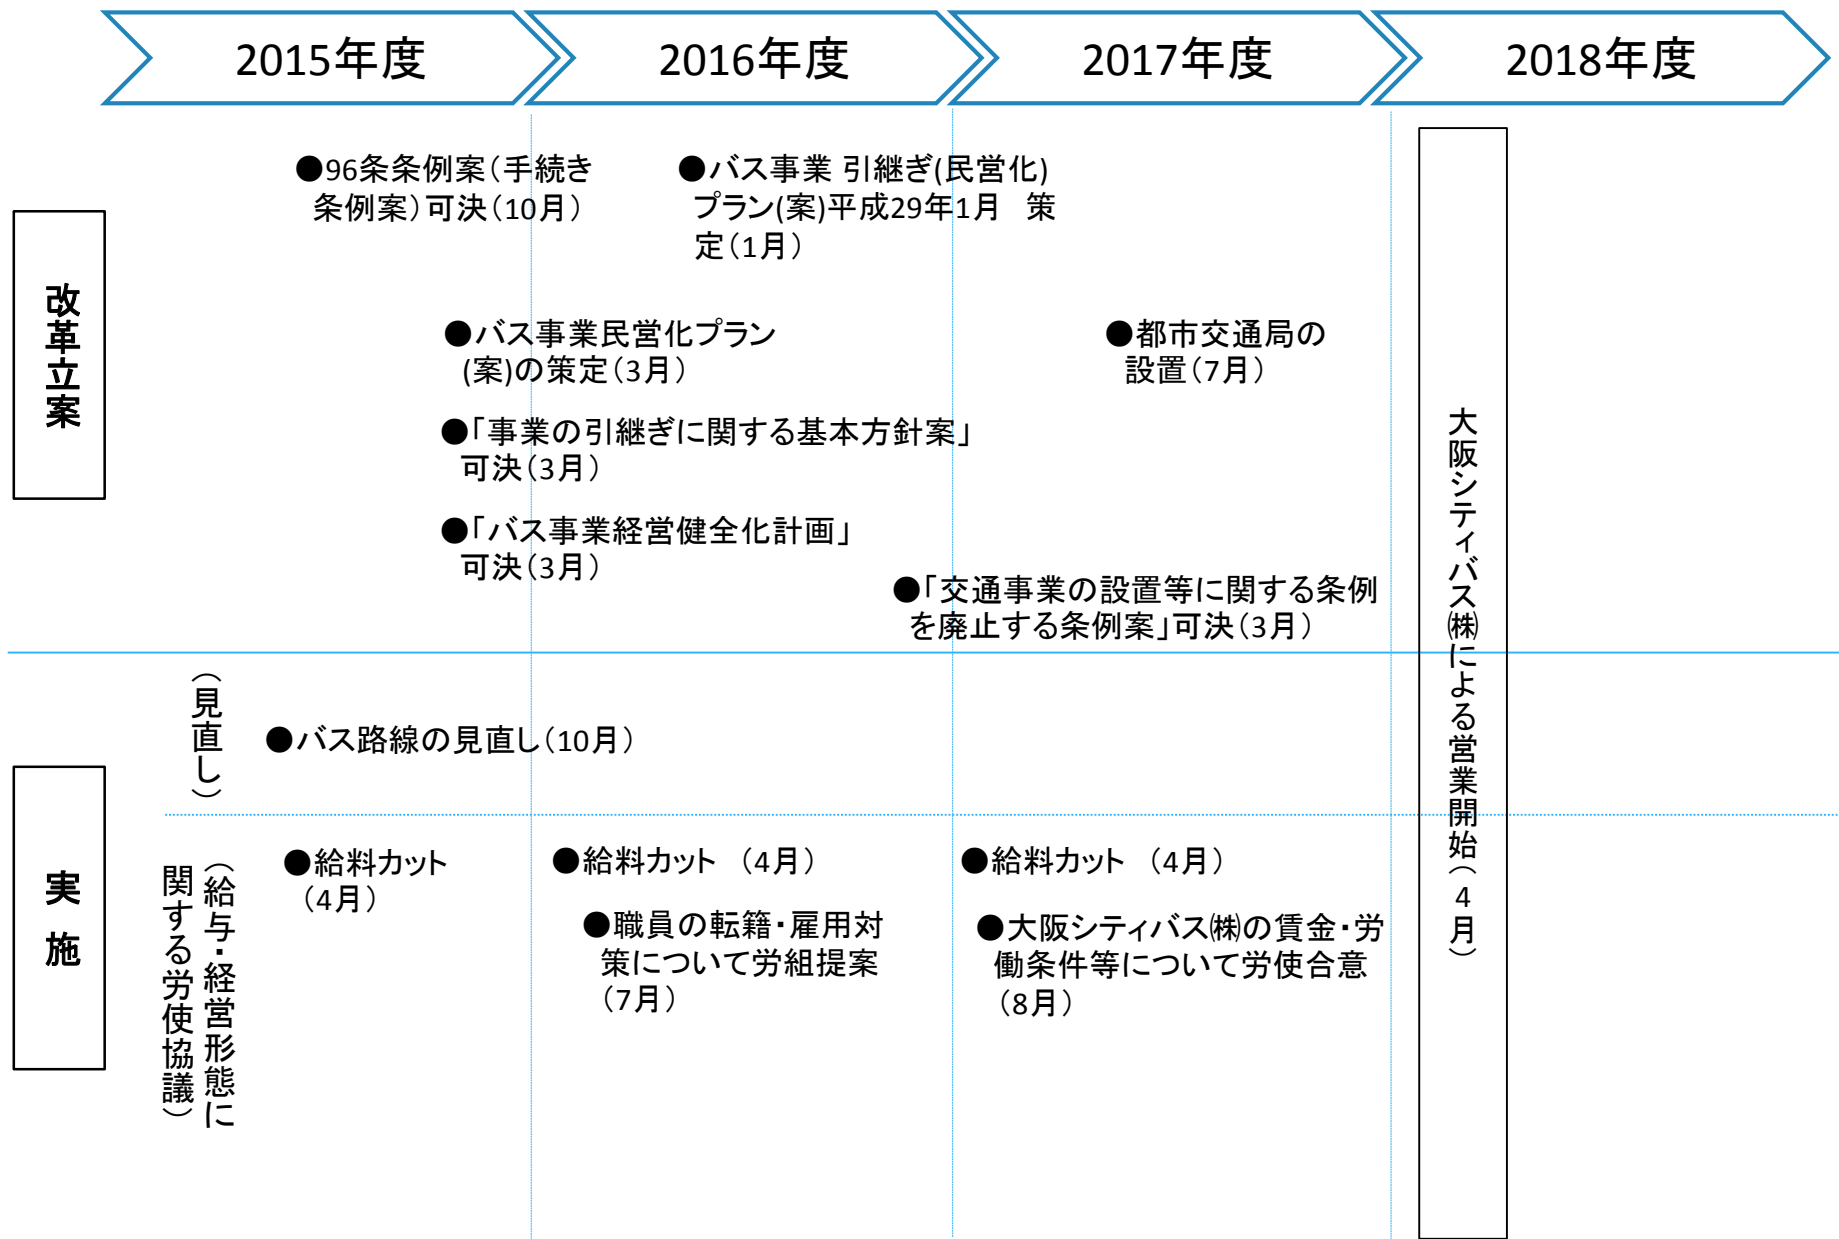 2015年度
2016年度
2017年度
2018年度
改革立案
●96条条例案（手続き
条例案）可決（10月）
●バス事業 引継ぎ(民営化)
プラン(案)平成29年1月　策
定（1月）
●バス事業民営化プラン
(案)の策定（3月）
●都市交通局の
設置（7月）
●「事業の引継ぎに関する基本方針案」
可決（3月）
●「バス事業経営健全化計画」
可決（3月）
●「交通事業の設置等に関する条例
を廃止する条例案」可決（3月）
大阪シティバス㈱による営業開始（4月）
実　施
（見直し）
●バス路線の見直し（10月）
（給与・経営形態に
関する労使協議）
●給料カット
（4月）
●給料カット　（4月）
●職員の転籍・雇用対
策について労組提案
（7月）
●給料カット　（4月）
●大阪シティバス㈱の賃金・労
働条件等について労使合意
（8月）